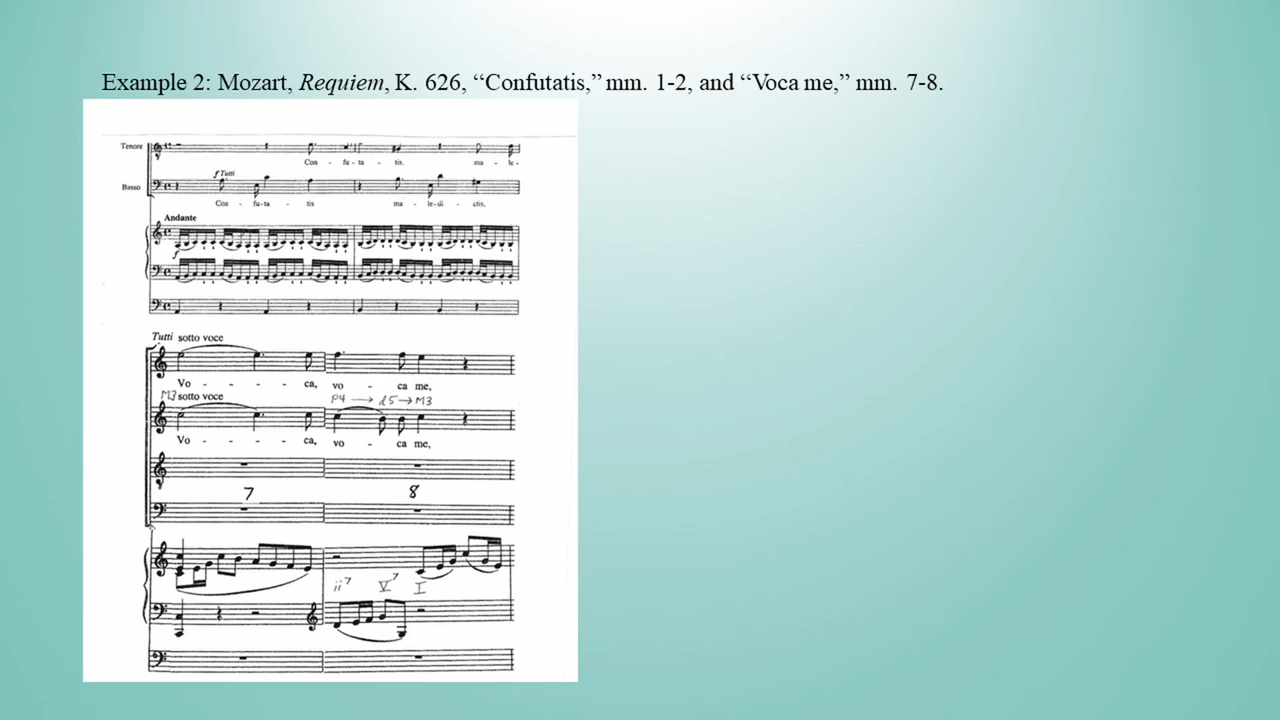 Example 2: Mozart, Requiem, K. 626, “Confutatis,” mm. 1-2, and “Voca me,” mm. 7-8.
Tenore
Con - fu - ta - tis. ma - le -
f Tutti
Basso
Con - fu - ta - tis ma - le - di - ctis,
Andante
f
Tutti sotto voce
Vo - - - - ca, vo - ca me,
M3 sotto voce P4 → d5 → M3
Vo - - - - ca, vo - ca me,
7 8
ii7 V7 I